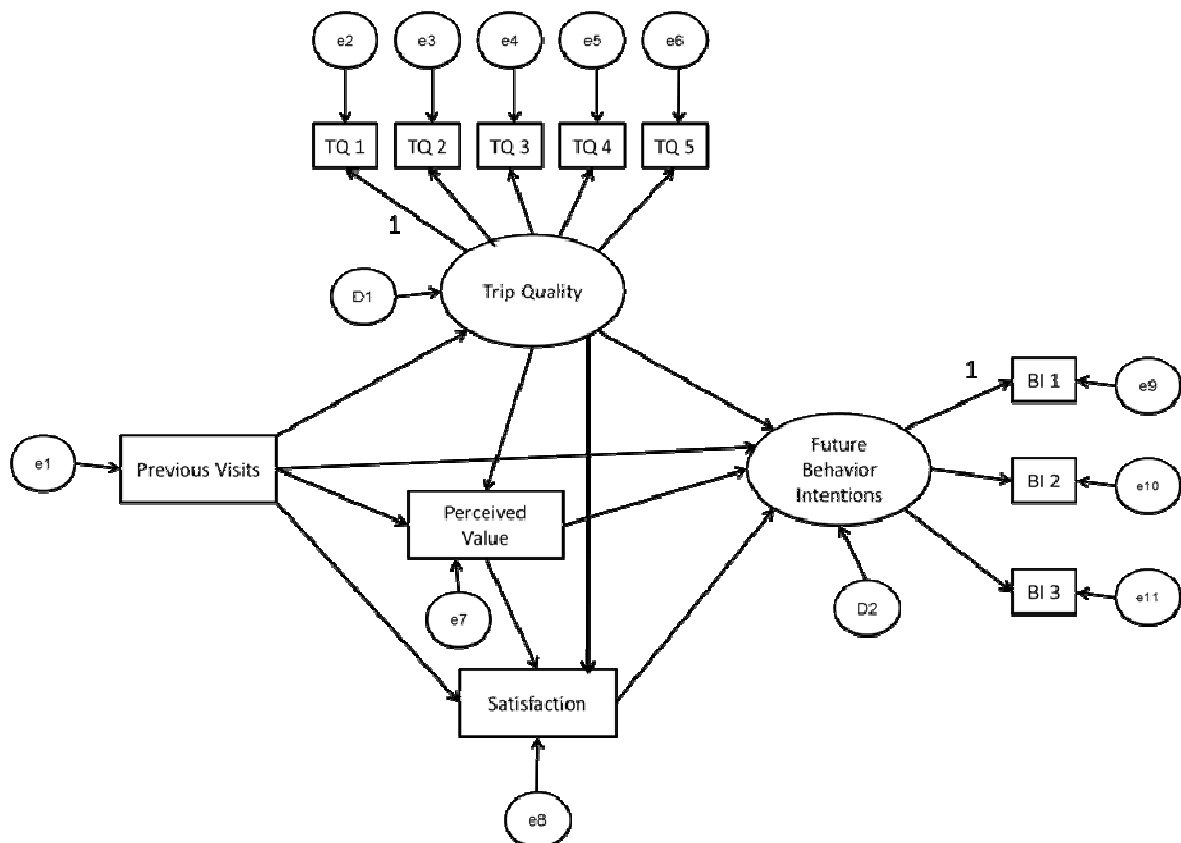 e2
e3
e4
e5
e6
TQ 1
TQ 2
TQ 3
TQ 4
TQ 5
1
Trip Quality
D1
1
BI 1
e9
Future
Behavior
Intentions
e1
Previous Visits
BI 2
e10
Perceived
Value
BI 3
e11
D2
e7
Satisfaction
e8